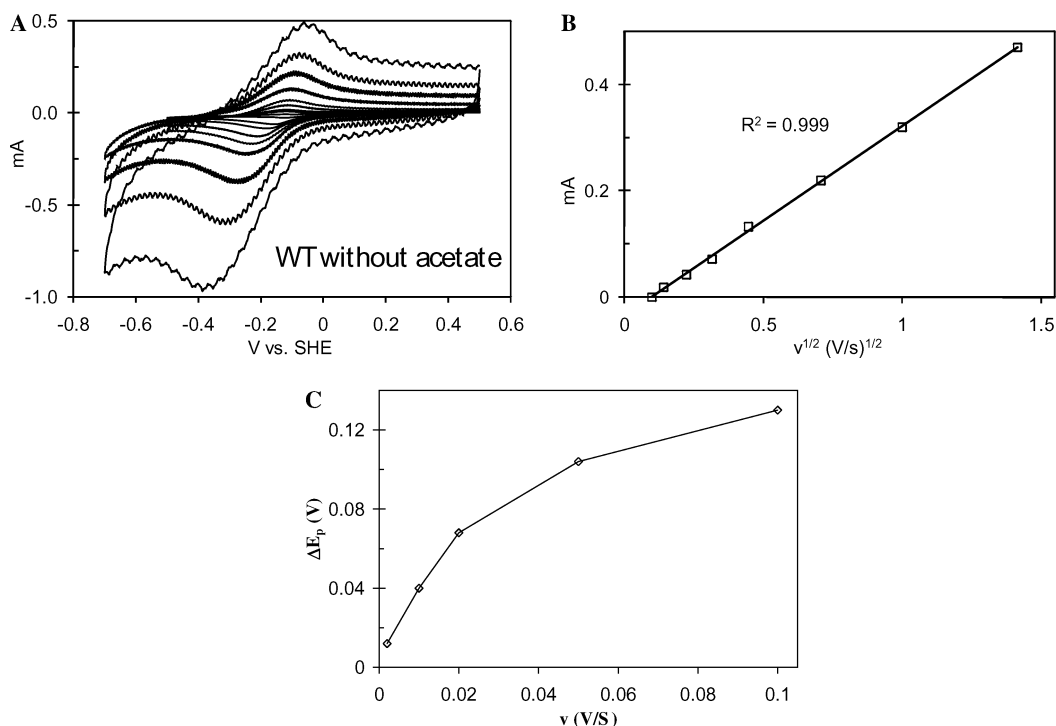 A
0.5
0.0
-0.5
-1.0
mA
WT without acetate
-0.8 -0.6 -0.4 -0.2 0 0.2 0.4 0.6
V vs. SHE
B
0.4
0.2
0
mA
R² = 0.999
0 0.5 1 1.5
v^1/2 (V/s)^1/2
C
0.12
0.08
0.04
0
ΔEp (V)
0 0.02 0.04 0.06 0.08 0.1
v (V/S)